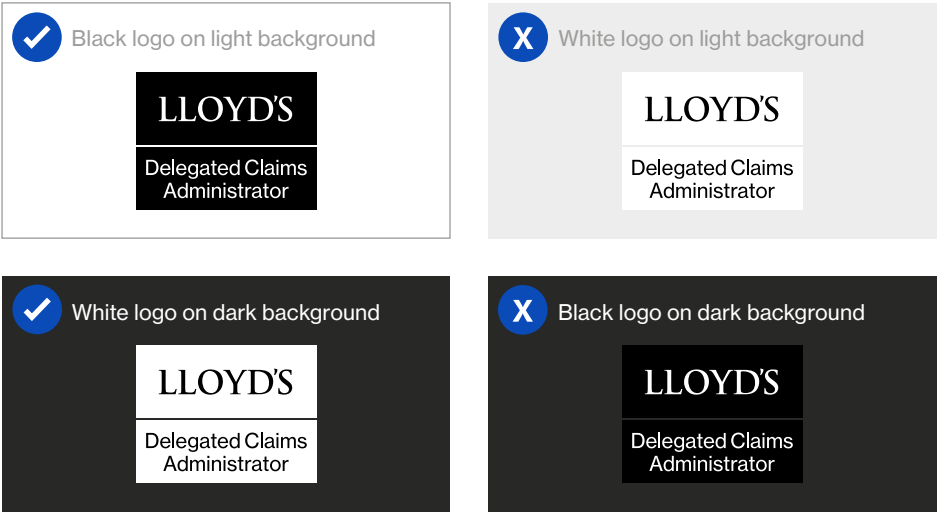 Black logo on light background
LLOYD'S
Delegated Claims
Administrator
X White logo on light background
LLOYD'S
Delegated Claims
Administrator
White logo on dark background
LLOYD'S
Delegated Claims
Administrator
X Black logo on dark background
LLOYD'S
Delegated Claims
Administrator